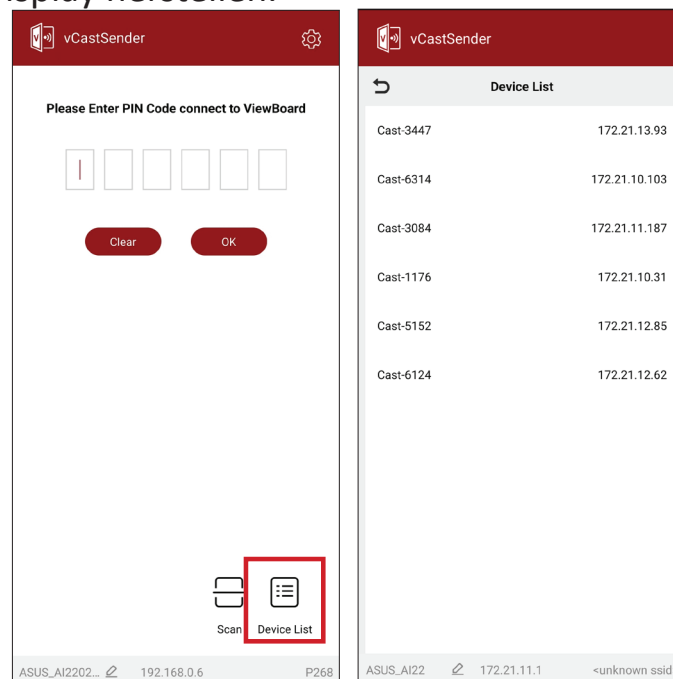 display herstellen.
vCastSender
Please Enter PIN Code connect to ViewBoard
Clear OK
Scan Device List
ASUS_AI2202... 192.168.0.6 P268
vCastSender
Device List
Cast-3447 172.21.13.93
Cast-6314 172.21.10.103
Cast-3084 172.21.11.187
Cast-1176 172.21.10.31
Cast-5152 172.21.12.85
Cast-6124 172.21.12.62
ASUS_AI22 172.21.11.1 <unknown ssid